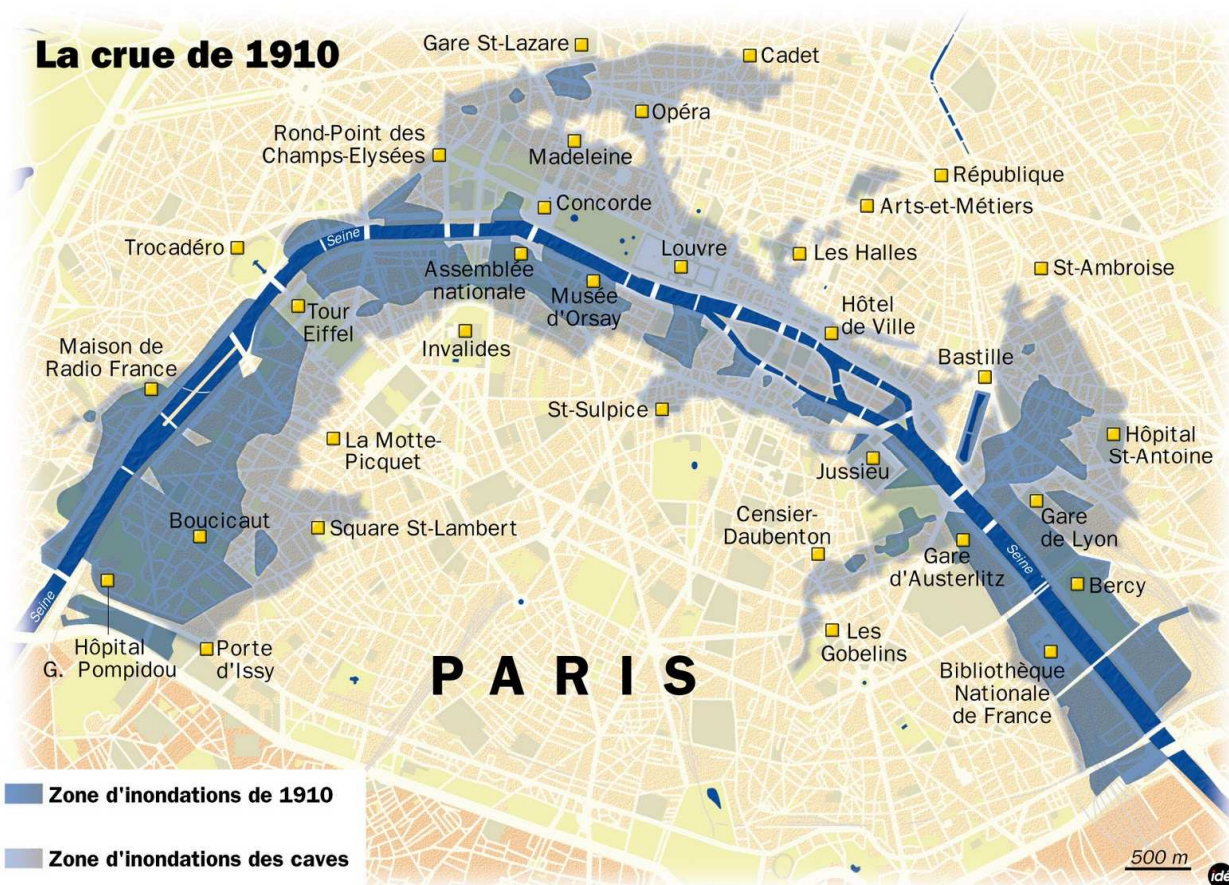 La crue de 1910
Gare St-Lazare
Cadet
Opéra
Rond-Point des
Champs-Elysées
Madeleine
République
Concorde
Arts-et-Métiers
Trocadéro
Seine
Louvre
Les Halles
St-Ambroise
Assemblée
nationale
Musée
d'Orsay
Tour
Eiffel
Hôtel
de Ville
Invalides
Maison de
Radio France
Bastille
St-Sulpice
La Motte-
Picquet
Hôpital
St-Antoine
Jussieu
Boucicaut
Square St-Lambert
Censier-
Daubenton
Gare
de Lyon
Gare
d'Austerlitz
Seine
Bercy
Seine
Hôpital
G. Pompidou
Porte
d'Issy
Les
Gobelins
PARIS
Bibliothèque
Nationale
de France
Zone d'inondations de 1910
Zone d'inondations des caves
500 m
idé